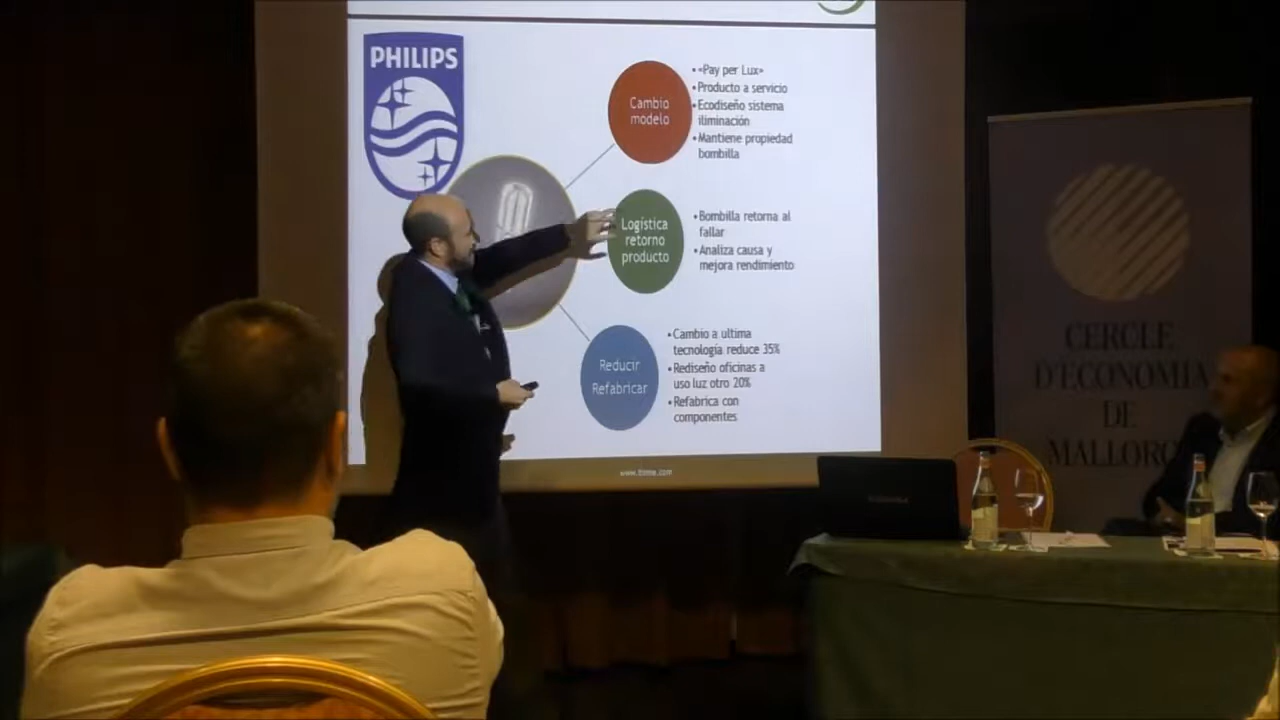 PHILIPS
Cambio
modelo
• «Pay per Lux»
• Producto a servicio
• Ecodiseño sistema
iliminación
• Mantiene propiedad
bombilla
Logística
retorno
producto
• Bombilla retorna al
fallar
• Analiza causa y
mejora rendimiento
Reducir
Refabricar
• Cambio a ultima
tecnología reduce 35%
• Rediseño oficinas a
uso luz otro 20%
• Refabrica con
componentes
CERCLE
D'ECONOMIA
DE
MALLORC